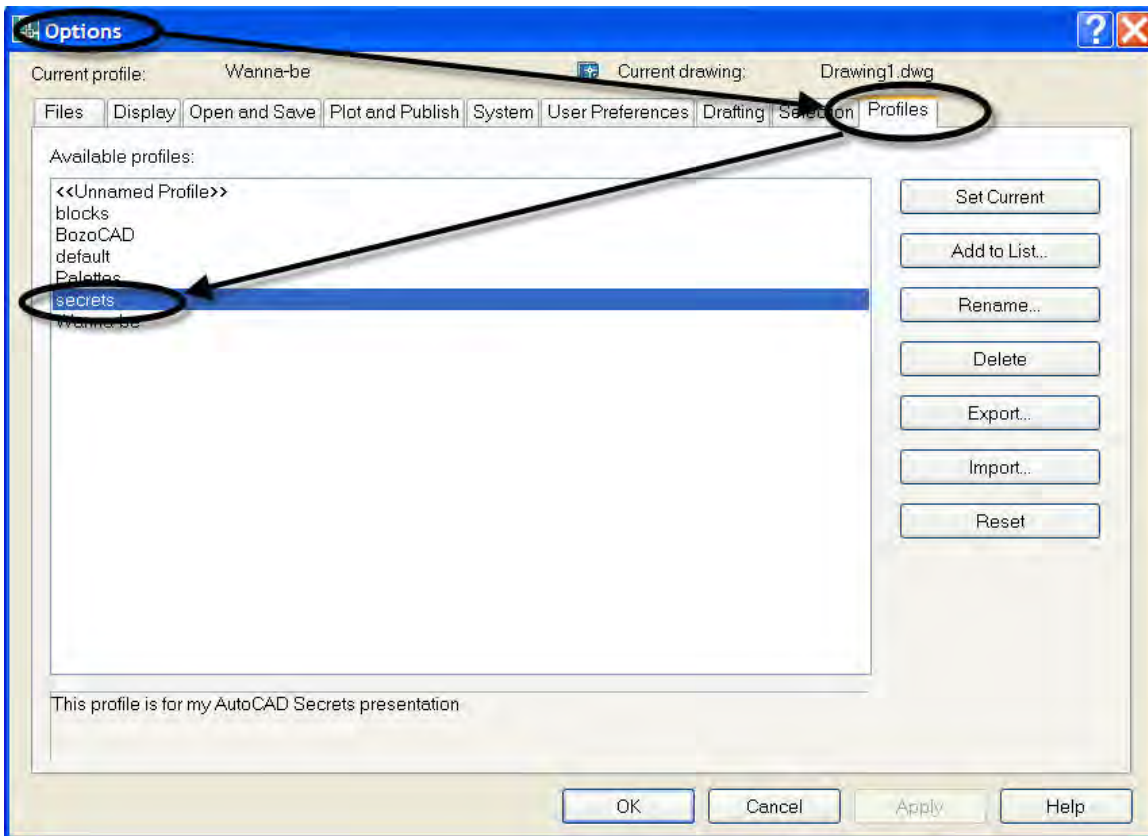 Options
Current profile: Wanna-be Current drawing: Drawing1.dwg
Files Display Open and Save Plot and Publish System User Preferences Drafting Selection Profiles
Available profiles:
<<Unnamed Profile>>
blocks
BozoCAD
default
Palettes
secrets
Wanna-be
Set Current
Add to List...
Rename...
Delete
Export...
Import...
Reset
This profile is for my AutoCAD Secrets presentation
OK Cancel Apply Help